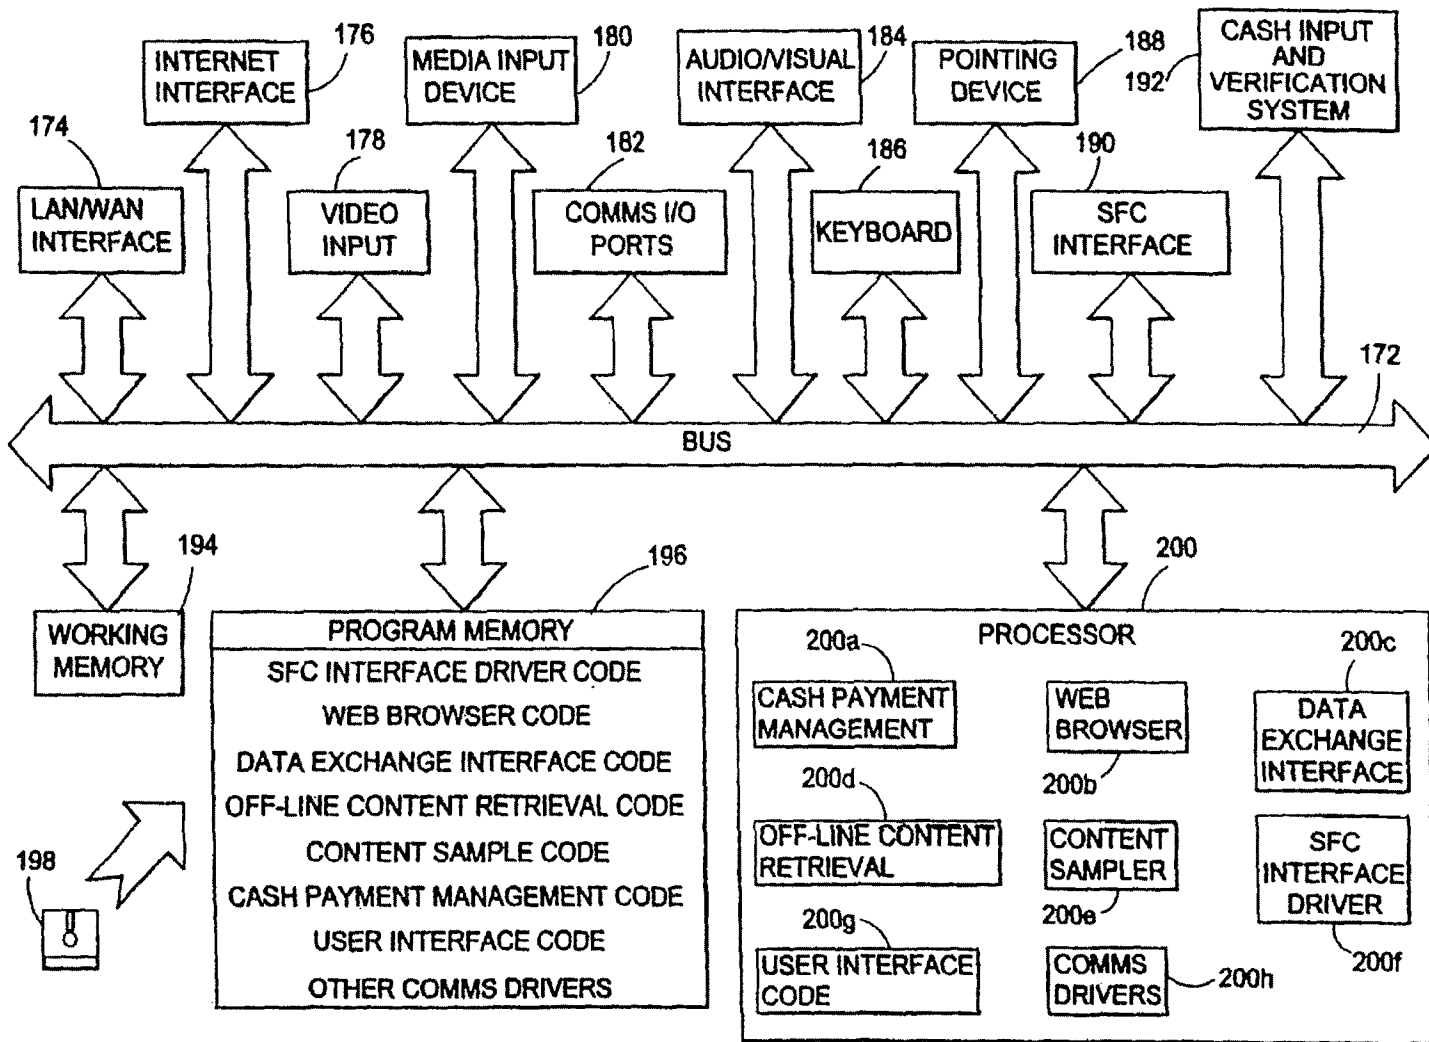 176
INTERNET
INTERFACE
180
MEDIA INPUT
DEVICE
184
AUDIO/VISUAL
INTERFACE
188
POINTING
DEVICE
192
CASH INPUT
AND
VERIFICATION
SYSTEM
174
LAN/WAN
INTERFACE
178
VIDEO
INPUT
182
COMMS I/O
PORTS
186
KEYBOARD
190
SFC
INTERFACE
172
BUS
194
WORKING
MEMORY
196
PROGRAM MEMORY
SFC INTERFACE DRIVER CODE
WEB BROWSER CODE
DATA EXCHANGE INTERFACE CODE
OFF-LINE CONTENT RETRIEVAL CODE
CONTENT SAMPLE CODE
CASH PAYMENT MANAGEMENT CODE
USER INTERFACE CODE
OTHER COMMS DRIVERS
198
200
PROCESSOR
200a
CASH PAYMENT
MANAGEMENT
WEB
BROWSER
200b
200c
DATA
EXCHANGE
INTERFACE
200d
OFF-LINE CONTENT
RETRIEVAL
CONTENT
SAMPLER
200e
SFC
INTERFACE
DRIVER
200f
200g
USER INTERFACE
CODE
COMMS
DRIVERS
200h